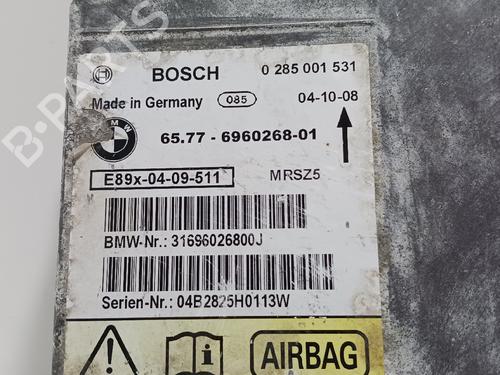 BOSCH 0 285 001 531
Made in Germany 085 04-10-08
BMW
65.77 - 6960268-01
E89x-04-09-511 MRSZ5
BMW-Nr.: 31696026800J
Serien-Nr.: 04B2825H0113W
AIRBAG
B-PARTS